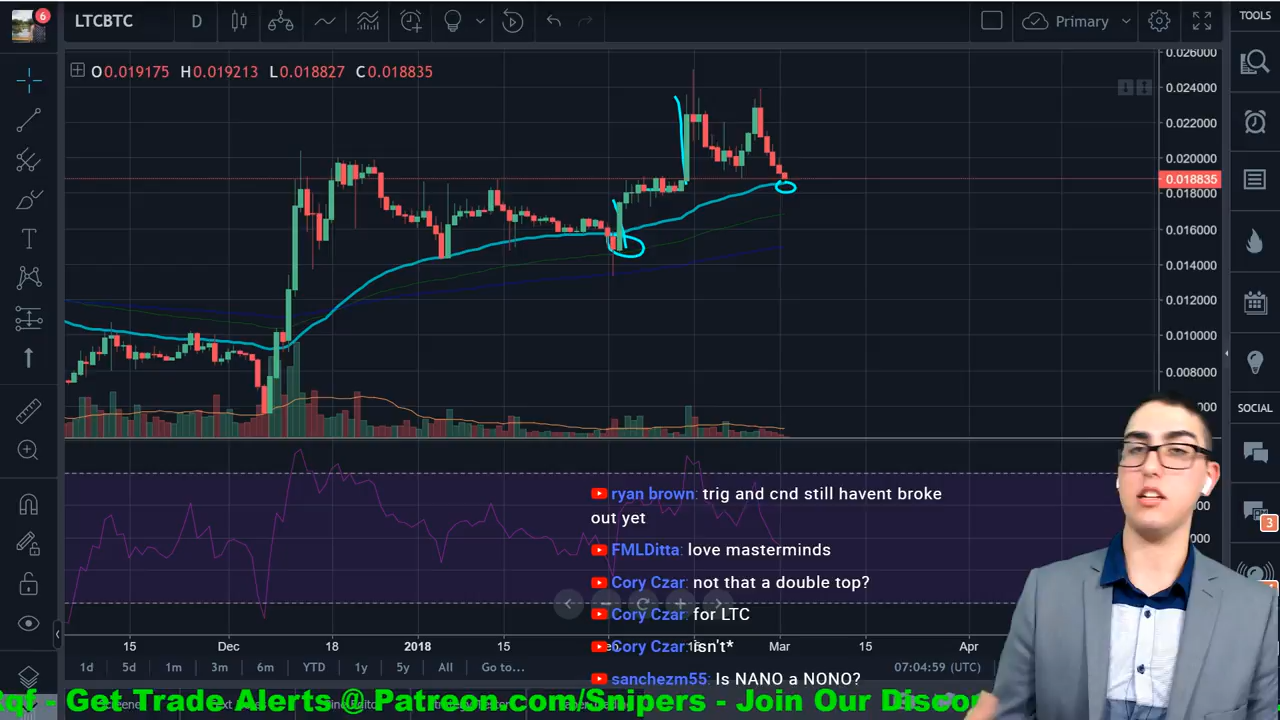 6
LTCBTC
D
Primary
TOOLS
O0.019175 H0.019213 L0.018827 C0.018835
0.026000
0.024000
0.022000
0.020000
0.018835
0.018000
0.016000
0.014000
0.012000
0.010000
0.008000
SOCIAL
ryan brown: trig and cnd still havent broke
out yet
FMLDitta: love masterminds
Cory Czar: not that a double top?
Cory Czar: for LTC
Cory Czar: isn't*
sanchezm55: Is NANO a NONO?
3
15
Dec
18
2018
15
Mar
15
Apr
1d 5d 1m 3m 6m YTD 1y 5y All Go to...
07:04:59 (UTC)
- Get Trade Alerts @ Patreon.com/Snipers - Join Our